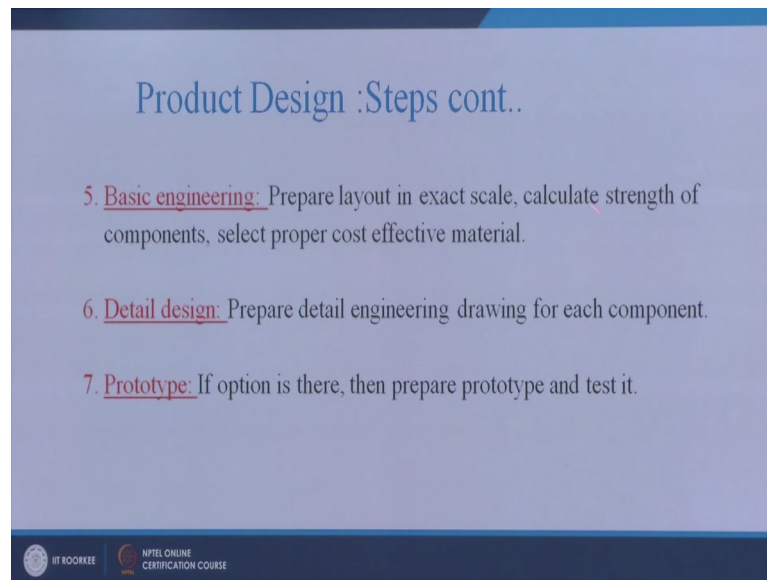 Product Design :Steps cont..
5. Basic engineering: Prepare layout in exact scale, calculate strength of
components, select proper cost effective material.
6. Detail design: Prepare detail engineering drawing for each component.
7. Prototype: If option is there, then prepare prototype and test it.
IIT ROORKEE
NPTEL ONLINE
CERTIFICATION COURSE